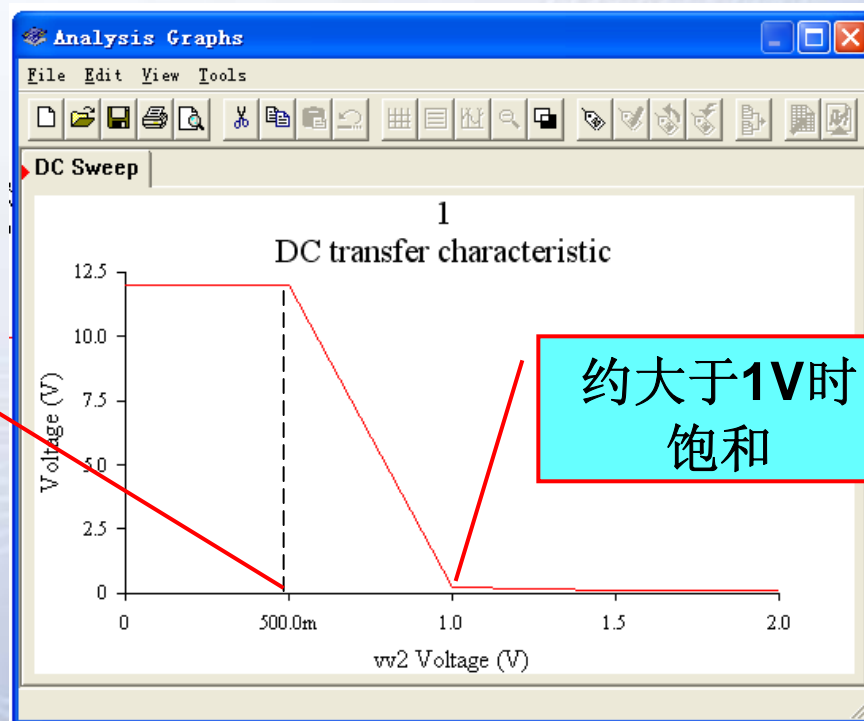 Analysis Graphs
File Edit View Tools
DC Sweep
1
DC transfer characteristic
12.5
10.0
7.5
5.0
2.5
0
Voltage (V)
0 500.0m 1.0 1.5 2.0
vv2 Voltage (V)
约大于1V时
饱和